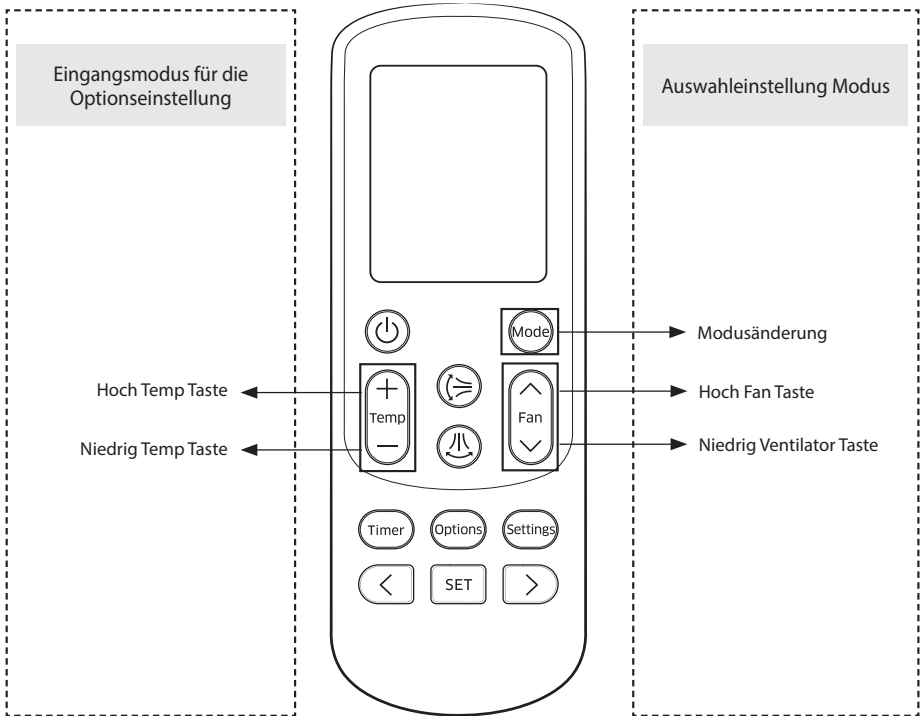 Eingangsmodus für die
Optionseinstellung
Auswahleinstellung Modus
Mode
Modusänderung
Hoch Temp Taste
Temp
Fan
Hoch Fan Taste
Niedrig Temp Taste
Niedrig Ventilator Taste
Timer
Options
Settings
SET